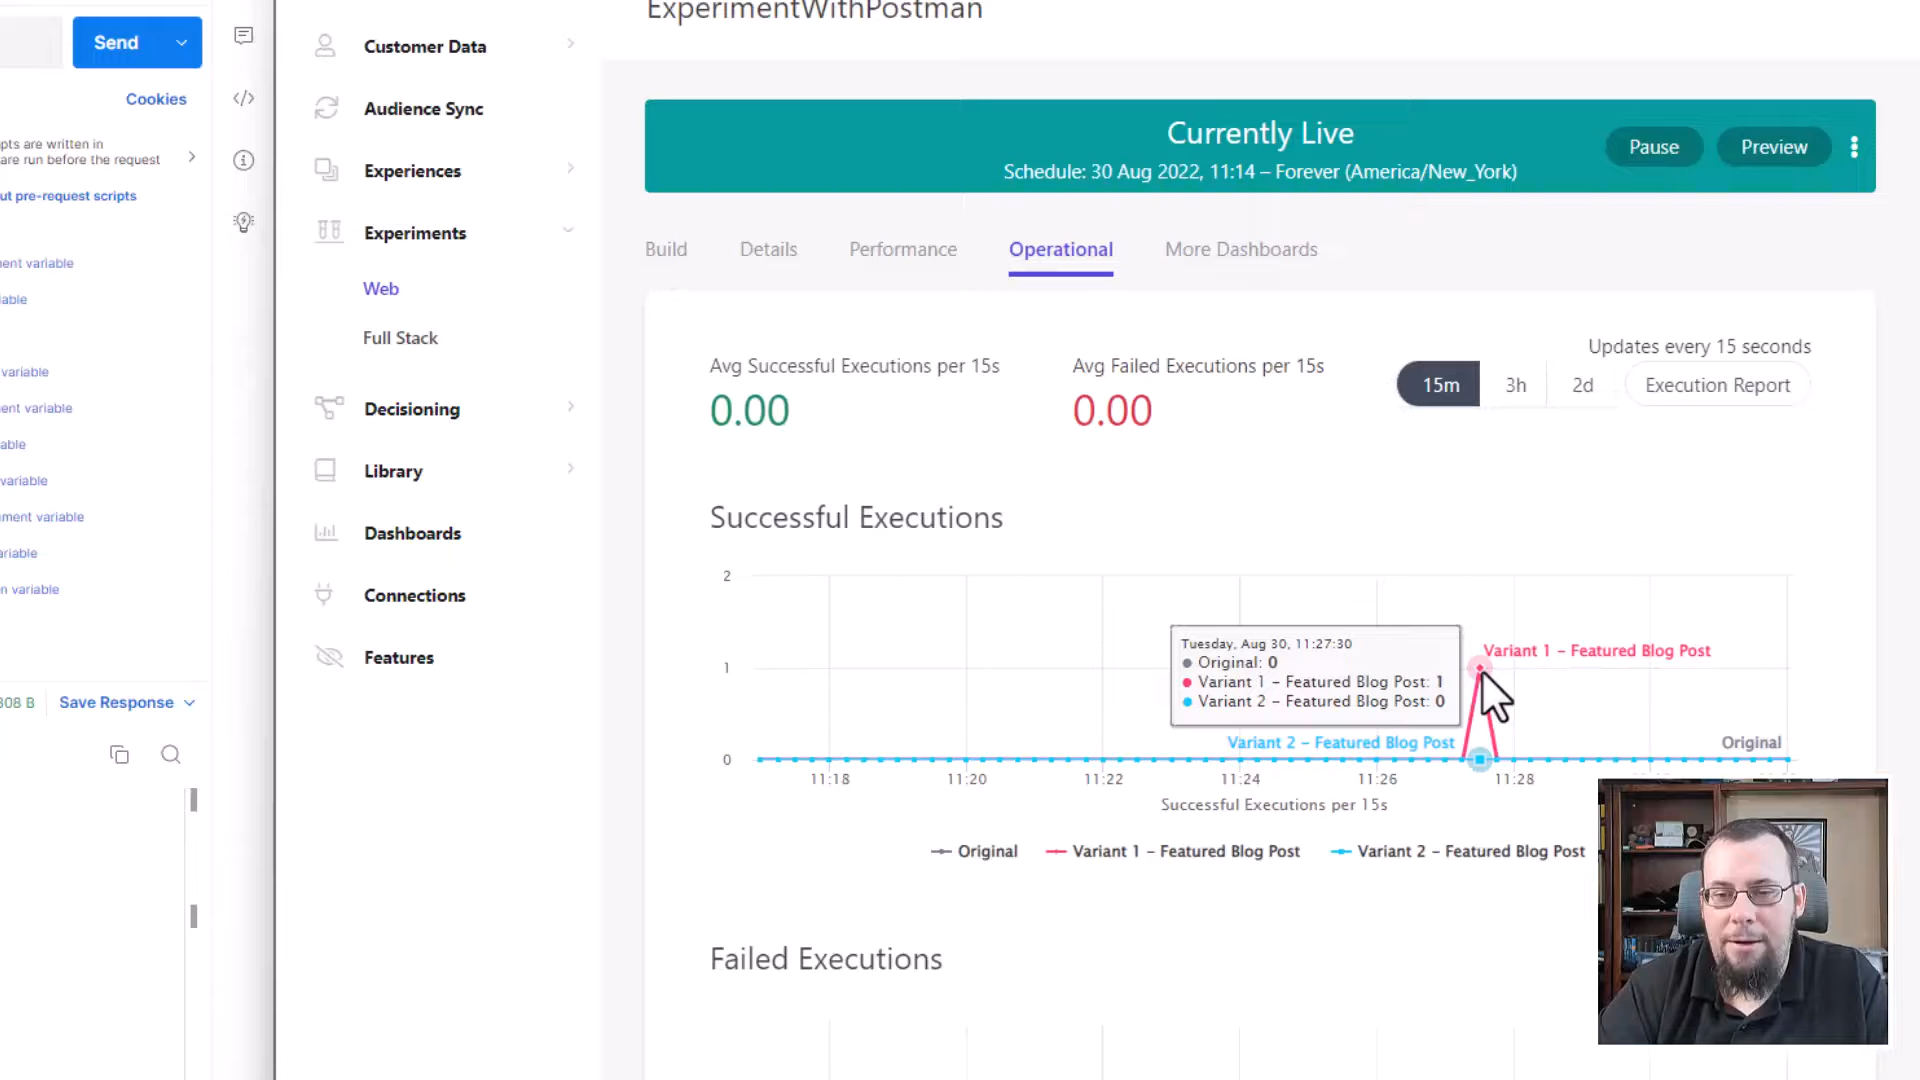 Send
Cookies
pts are written in
are run before the request
ut pre-request scripts
ent variable
iable
variable
ent variable
able
variable
ment variable
ariable
n variable
308 B
Save Response
Customer Data
Audience Sync
Experiences
Experiments
Web
Full Stack
Decisioning
Library
Dashboards
Connections
Features
ExperimentWithPostman
Currently Live
Schedule: 30 Aug 2022, 11:14 – Forever (America/New_York)
Pause
Preview
Build
Details
Performance
Operational
More Dashboards
Updates every 15 seconds
Avg Successful Executions per 15s
0.00
Avg Failed Executions per 15s
0.00
15m
3h
2d
Execution Report
Successful Executions
2
1
0
Tuesday, Aug 30, 11:27:30
Original: 0
Variant 1 – Featured Blog Post: 1
Variant 2 – Featured Blog Post: 0
Variant 1 – Featured Blog Post
Variant 2 – Featured Blog Post
Original
11:18
11:20
11:22
11:24
11:26
11:28
Successful Executions per 15s
Original
Variant 1 – Featured Blog Post
Variant 2 – Featured Blog Post
Failed Executions